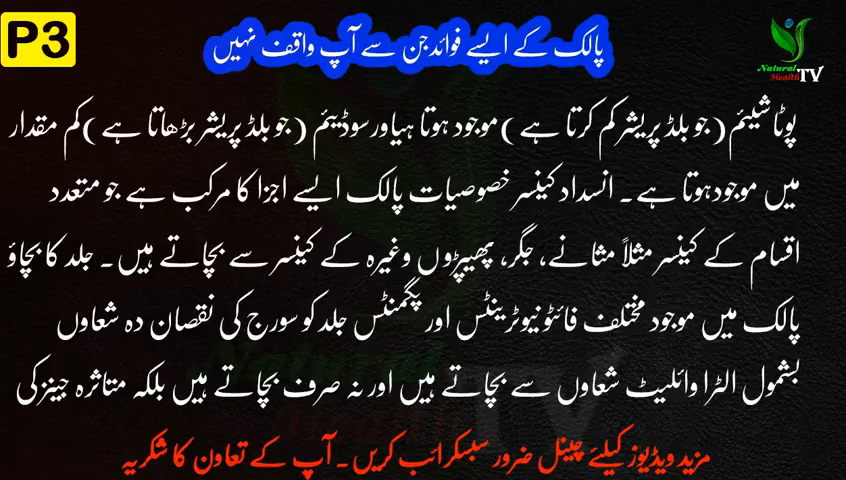 P3
پالک کے ایسے فوائد جن سے آپ واقف نہیں
Natural
Health TV
پوٹاشیئم (جو بلڈ پریشر کم کرتا ہے) موجود ہوتا ہیاور سوڈیئم (جو بلڈ پریشر بڑھاتا ہے) کم مقدار
میں موجود ہوتا ہے۔ انسداد کینسر خصوصیات پالک ایسے اجزا کا مرکب ہے جو متعدد
اقسام کے کینسر مثلاً مثانے، جگر، پھیپڑوں وغیرہ کے کینسر سے بچاتے ہیں۔ جلد کا بچاؤ
پالک میں موجود مختلف فائٹو نیوٹرینٹس اور پگمنٹس جلد کو سورج کی نقصان دہ شعاوں
بشمول الٹرا وائلیٹ شعاوں سے بچاتے ہیں اور نہ صرف بچاتے ہیں بلکہ متاثرہ جینز کی
مزید ویڈیوز کیلئے چینل ضرور سبسکرائب کریں۔ آپ کے تعاون کا شکریہ